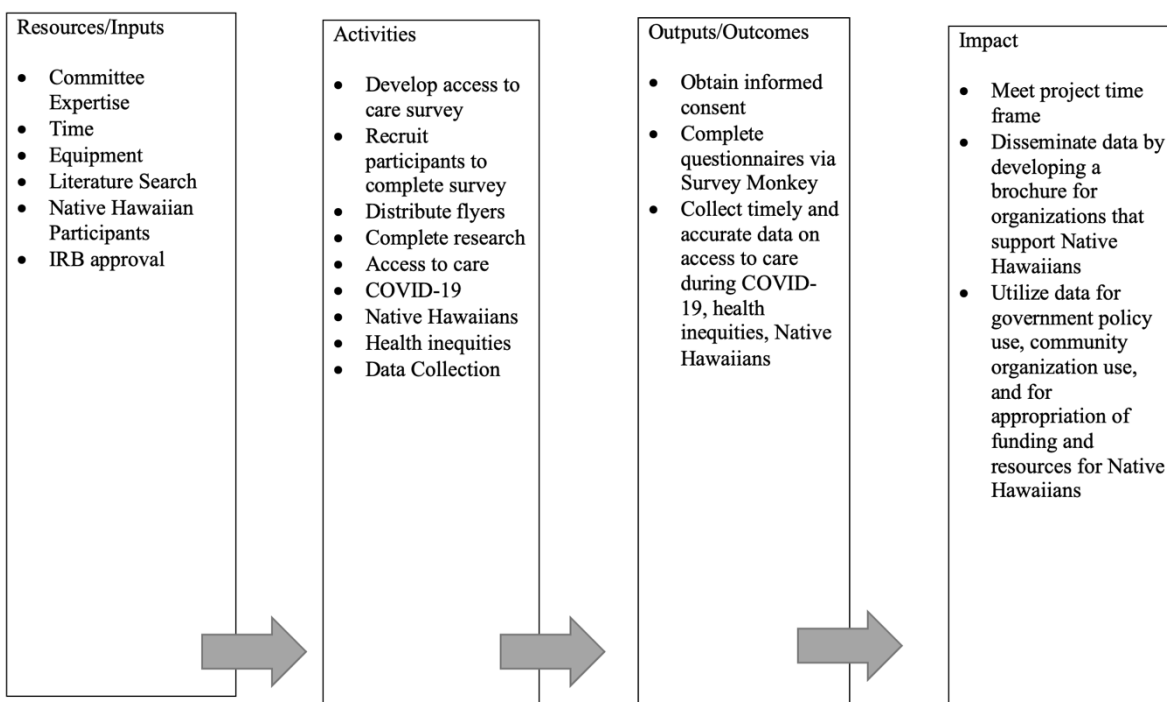 Resources/Inputs
• Committee
Expertise
• Time
• Equipment
• Literature Search
• Native Hawaiian
Participants
• IRB approval
Activities
• Develop access to
care survey
• Recruit
participants to
complete survey
• Distribute flyers
• Complete research
• Access to care
• COVID-19
• Native Hawaiians
• Health inequities
• Data Collection
Outputs/Outcomes
• Obtain informed
consent
• Complete
questionnaires via
Survey Monkey
• Collect timely and
accurate data on
access to care
during COVID-
19, health
inequities, Native
Hawaiians
Impact
• Meet project time
frame
• Disseminate data by
developing a
brochure for
organizations that
support Native
Hawaiians
• Utilize data for
government policy
use, community
organization use,
and for
appropriation of
funding and
resources for Native
Hawaiians